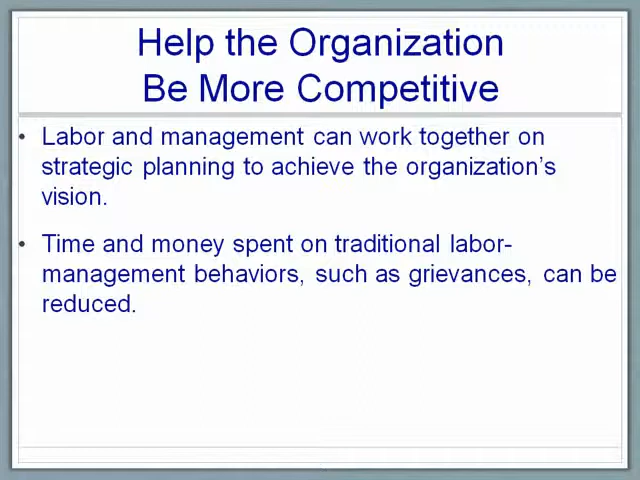 Help the Organization
Be More Competitive
• Labor and management can work together on
strategic planning to achieve the organization’s
vision.
• Time and money spent on traditional labor-
management behaviors, such as grievances, can be
reduced.